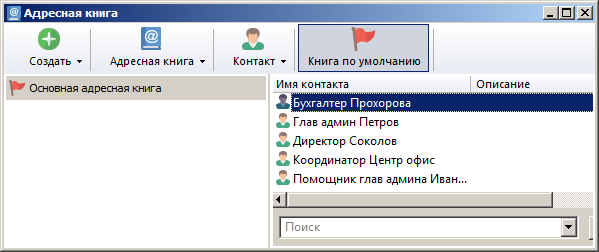 Адресная книга
Создать Адресная книга Контакт Книга по умолчанию
Основная адресная книга
Имя контакта Описание
Бухгалтер Прохорова
Глав админ Петров
Директор Соколов
Координатор Центр офис
Помощник глав админа Иван...
Поиск